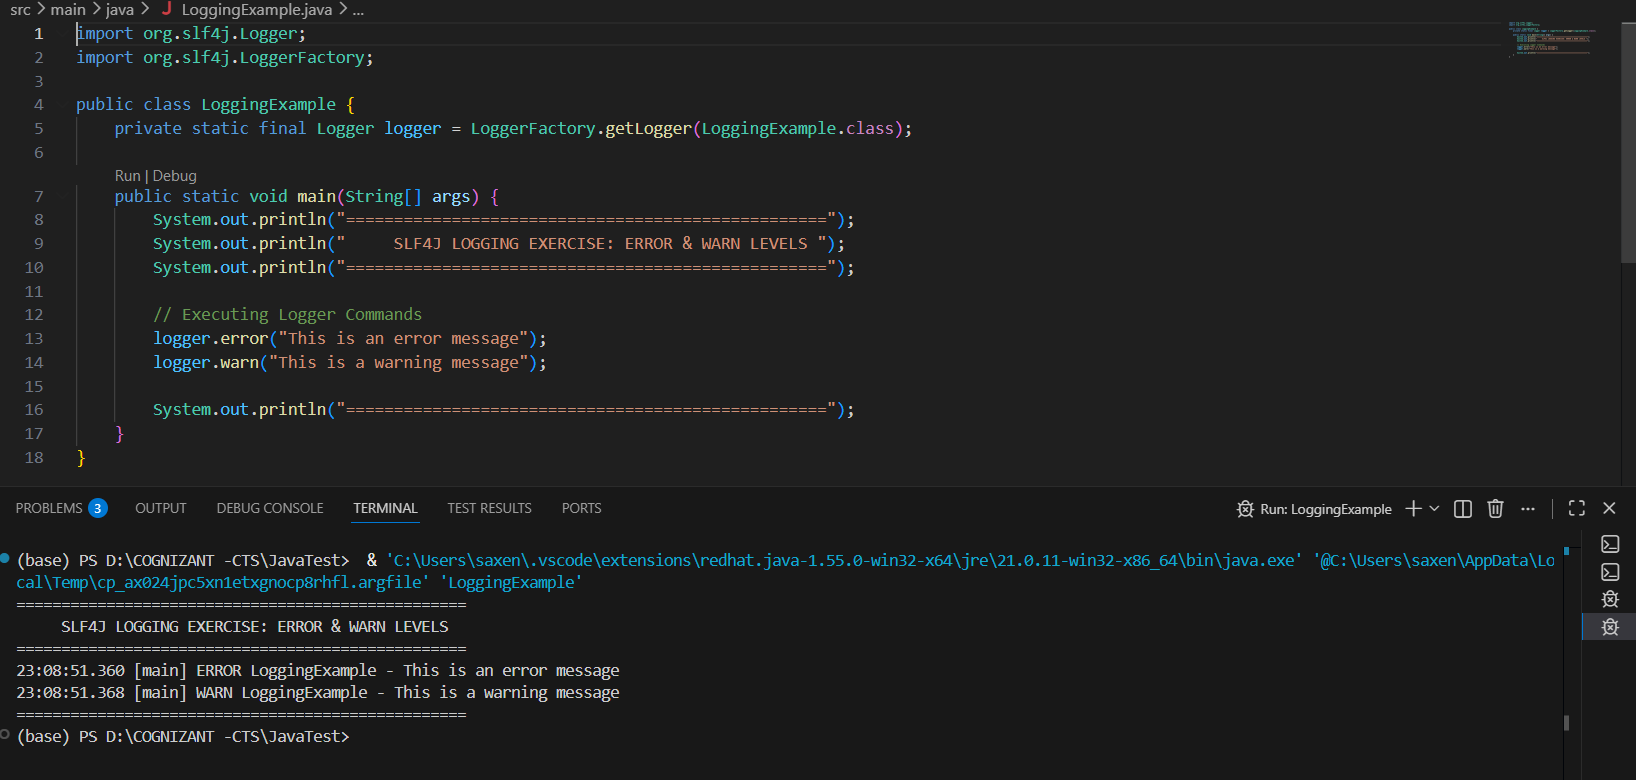 src > main > java > J LoggingExample.java > ...
1 import org.slf4j.Logger;
2 import org.slf4j.LoggerFactory;
3
4 public class LoggingExample {
5     private static final Logger logger = LoggerFactory.getLogger(LoggingExample.class);
6
Run | Debug
7     public static void main(String[] args) {
8         System.out.println("==================================================");
9         System.out.println("     SLF4J LOGGING EXERCISE: ERROR & WARN LEVELS ");
10         System.out.println("==================================================");
11
12         // Executing Logger Commands
13         logger.error("This is an error message");
14         logger.warn("This is a warning message");
15
16         System.out.println("==================================================");
17     }
18 }
PROBLEMS 3 OUTPUT DEBUG CONSOLE TERMINAL TEST RESULTS PORTS Run: LoggingExample
(base) PS D:\COGNIZANT -CTS\JavaTest>  & 'C:\Users\saxen\.vscode\extensions\redhat.java-1.55.0-win32-x64\jre\21.0.11-win32-x86_64\bin\java.exe' '@C:\Users\saxen\AppData\Lo
cal\Temp\cp_ax024jpc5xn1etxgnocp8rhfl.argfile' 'LoggingExample'
==================================================
     SLF4J LOGGING EXERCISE: ERROR & WARN LEVELS
==================================================
23:08:51.360 [main] ERROR LoggingExample - This is an error message
23:08:51.368 [main] WARN LoggingExample - This is a warning message
==================================================
(base) PS D:\COGNIZANT -CTS\JavaTest>